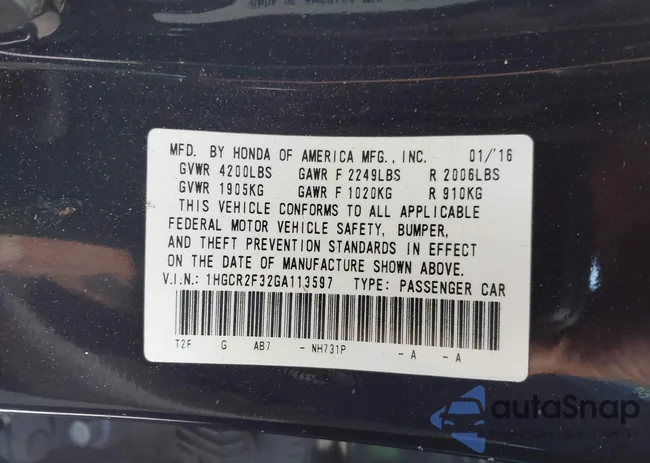 MFD. BY HONDA OF AMERICA MFG., INC. 01/'16
GVWR 4200LBS GAWR F 2249LBS R 2006LBS
GVWR 1905KG GAWR F 1020KG R 910KG
THIS VEHICLE CONFORMS TO ALL APPLICABLE
FEDERAL MOTOR VEHICLE SAFETY, BUMPER,
AND THEFT PREVENTION STANDARDS IN EFFECT
ON THE DATE OF MANUFACTURE SHOWN ABOVE.
V.I.N.: 1HGCR2F32GA113597 TYPE: PASSENGER CAR
T2F G AB7 - NH731P - A - A
autoSnap